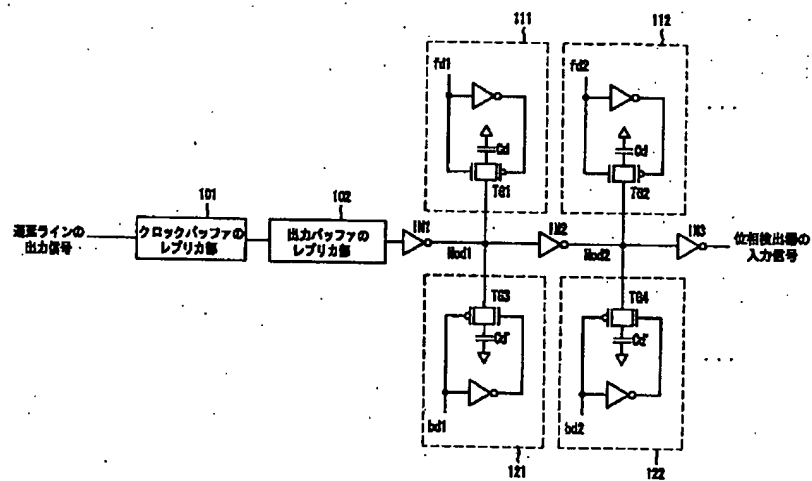 111
112
fd1
fd2
Cd
Cd
TG1
TG2
101
102
遅延ラインの
出力信号
クロックバッファの
レプリカ部
出力バッファの
レプリカ部
IN1
Nod1
IN2
Nod2
IN3
位相検出器の
入力信号
TG3
TG4
Cd'
Cd'
bd1
bd2
121
122